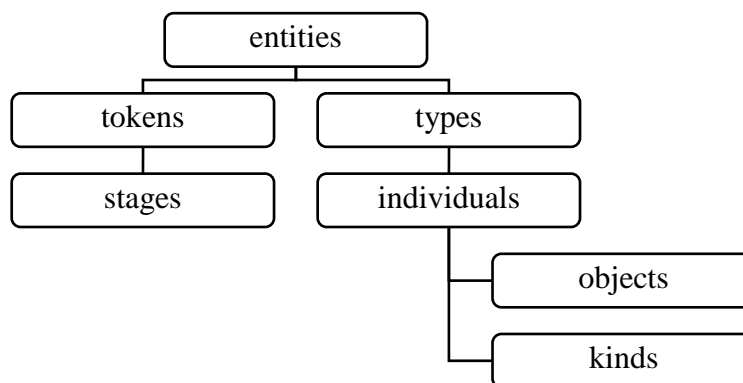 entities
tokens
types
stages
individuals
objects
kinds